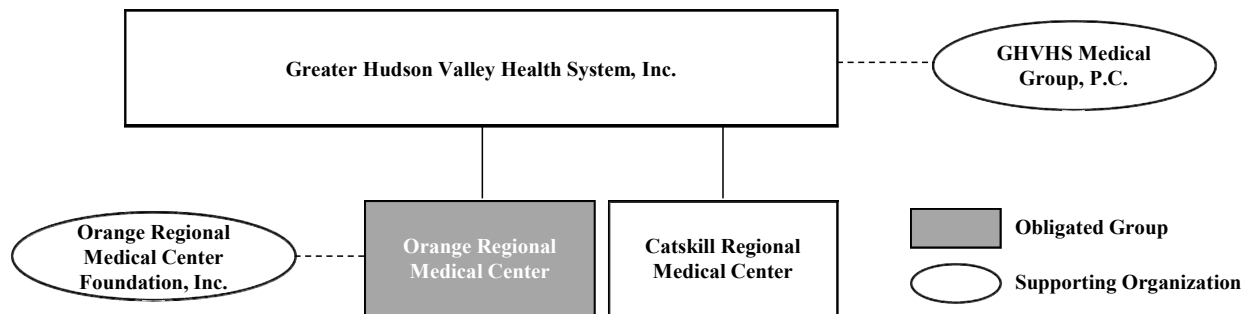 Greater Hudson Valley Health System, Inc.
GHVHS Medical
Group, P.C.
Orange Regional
Medical Center
Foundation, Inc.
Orange Regional
Medical Center
Catskill Regional
Medical Center
Obligated Group
Supporting Organization